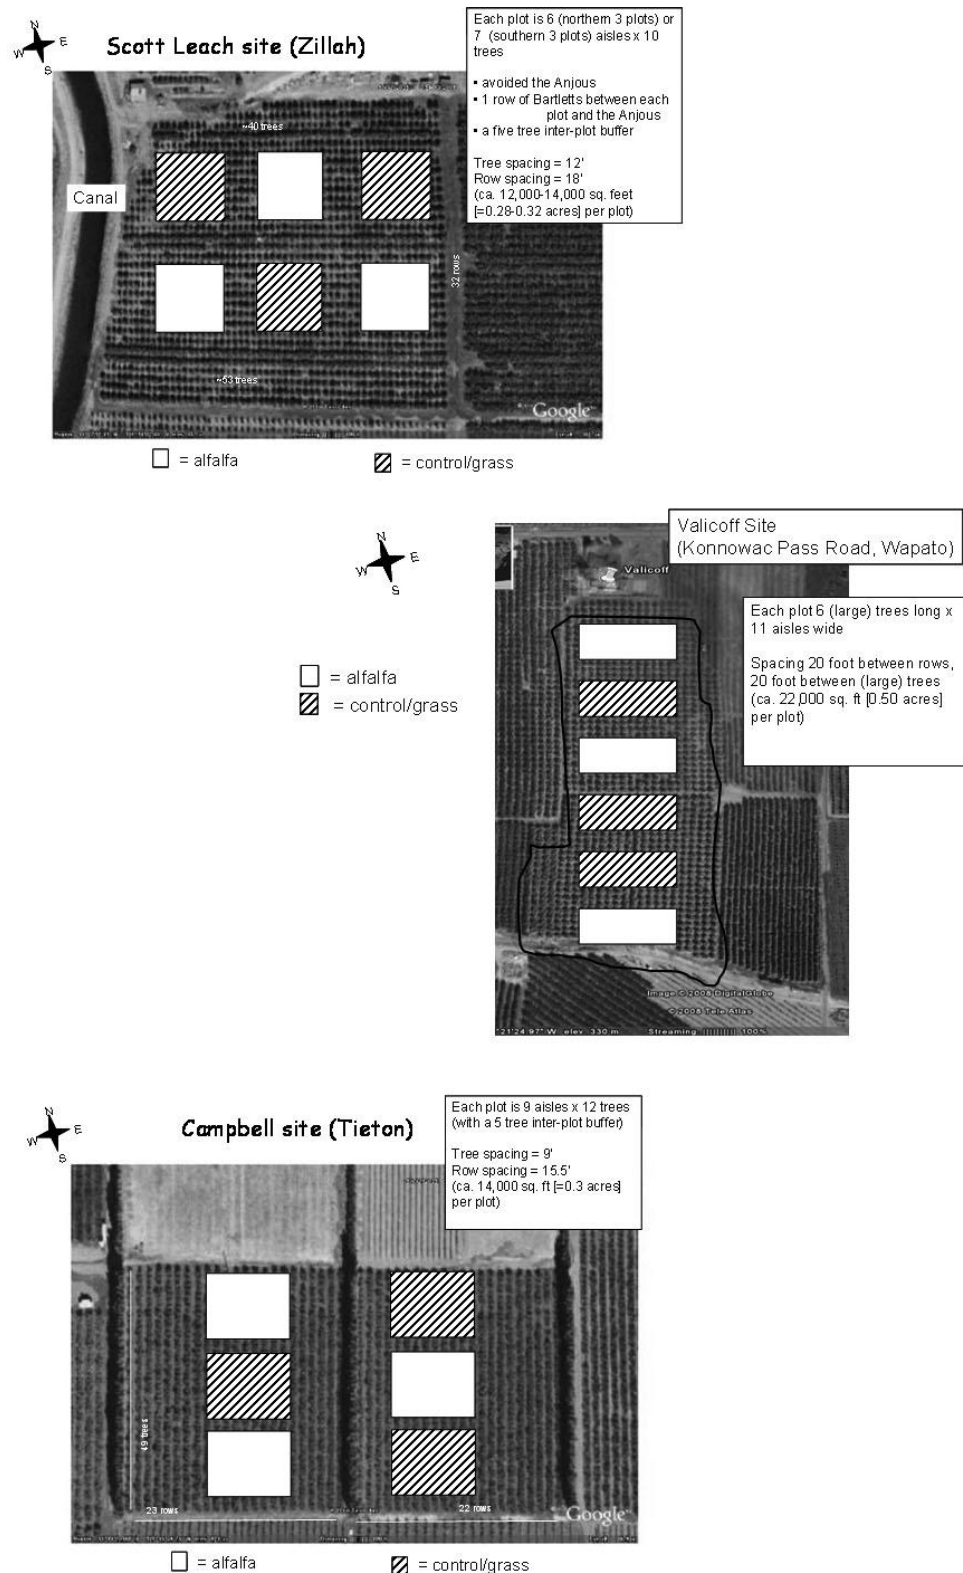 N
W
E
S
Scott Leach site (Zillah)
Each plot is 6 (northern 3 plots) or
7 (southern 3 plots) aisles x 10
trees
▪ avoided the Anjous
▪ 1 row of Bartletts between each
plot and the Anjous
▪ a five tree inter-plot buffer
Tree spacing = 12'
Row spacing = 18'
(ca. 12,000-14,000 sq. feet
[=0.28-0.32 acres] per plot)
~40 trees
Canal
32 rows
~53 trees
Google
= alfalfa
= control/grass
N
W
E
S
Valicoff Site
(Konnowac Pass Road, Wapato)
Valicoff
Each plot 6 (large) trees long x
11 aisles wide
Spacing 20 foot between rows,
20 foot between (large) trees
(ca. 22,000 sq. ft [0.50 acres]
per plot)
= alfalfa
= control/grass
Image © 2008 DigitalGlobe
© 2008 Tele Atlas
°21'24.97" W elev 330 m
Streaming |||||||||| 100%
N
W
E
S
Campbell site (Tieton)
Each plot is 9 aisles x 12 trees
(with a 5 tree inter-plot buffer)
Tree spacing = 9'
Row spacing = 15.5'
(ca. 14,000 sq. ft [=0.3 acres]
per plot)
49 trees
23 rows
22 rows
Google
= alfalfa
= control/grass